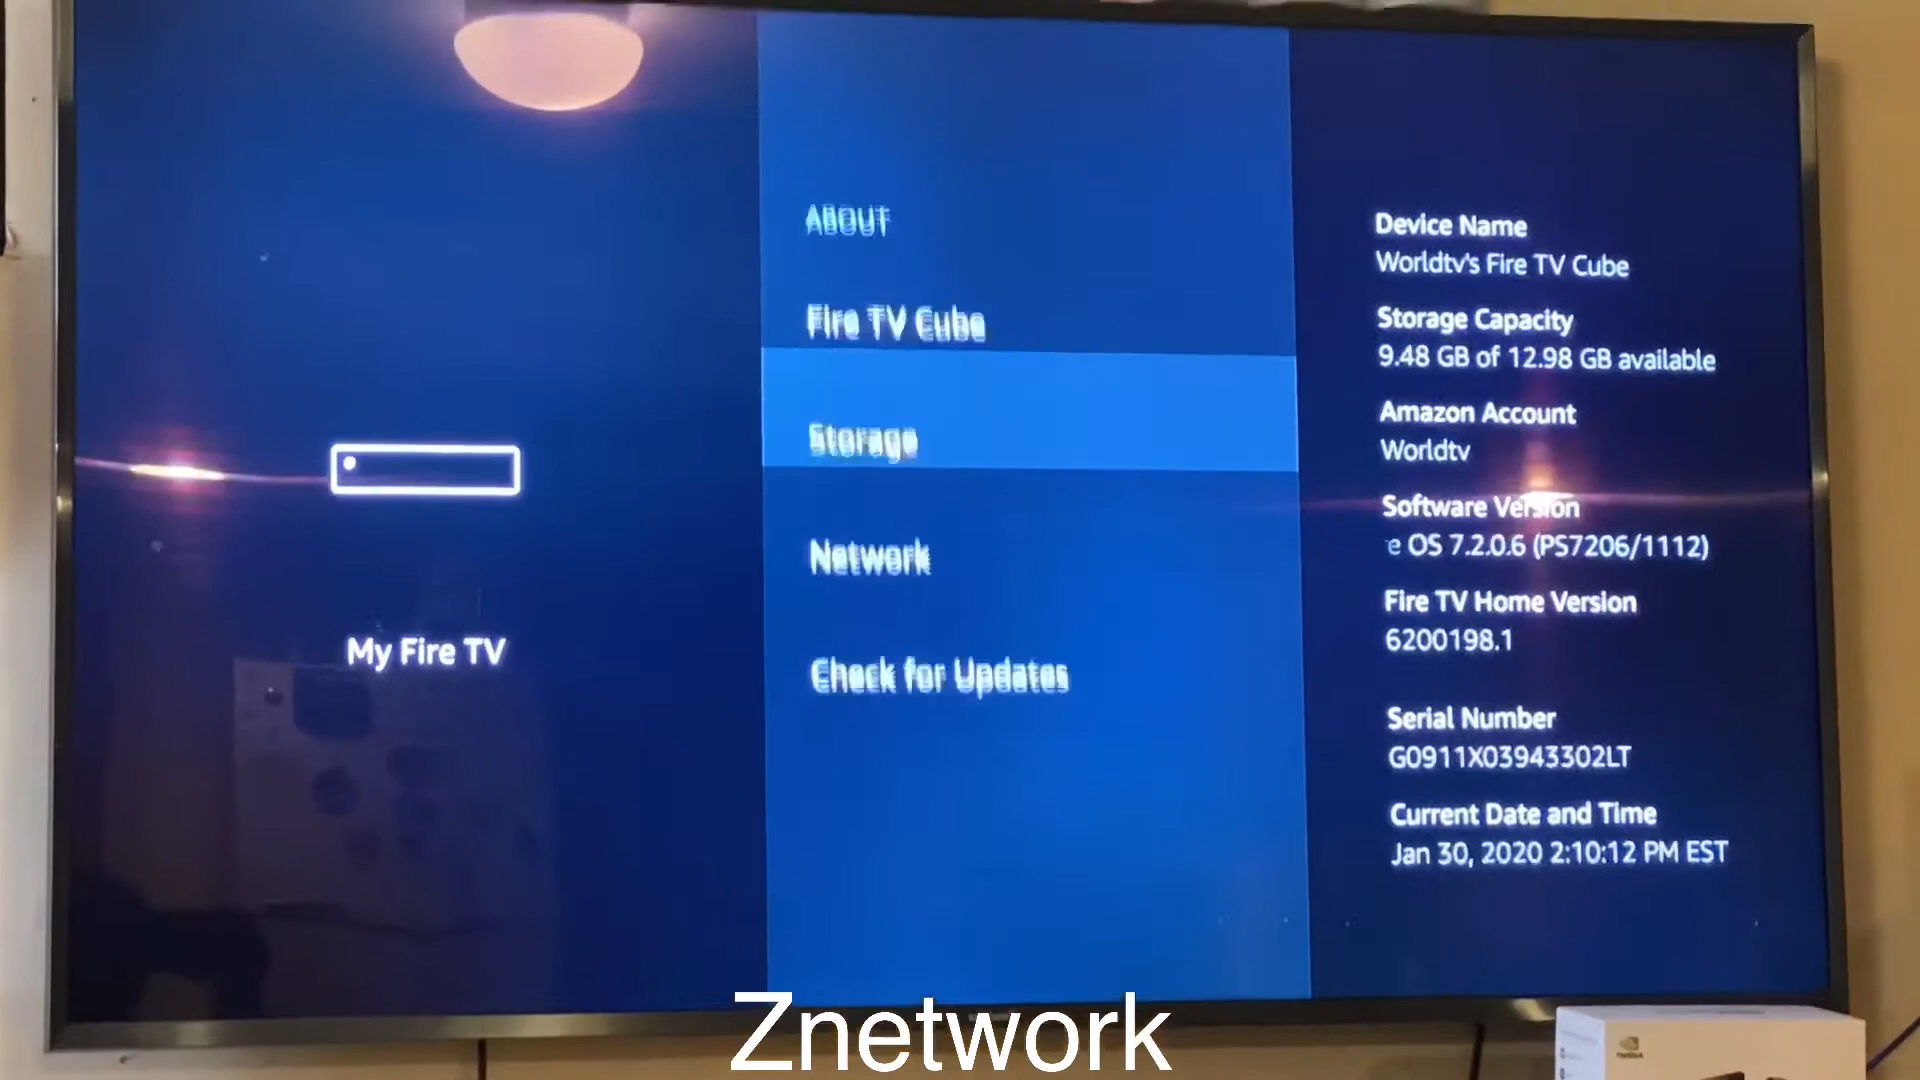 My Fire TV
ABOUT
Fire TV Cube
Storage
Network
Check for Updates
Device Name
Worldtv's Fire TV Cube
Storage Capacity
9.48 GB of 12.98 GB available
Amazon Account
Worldtv
Software Version
e OS 7.2.0.6 (PS7206/1112)
Fire TV Home Version
6200198.1
Serial Number
G0911X03943302LT
Current Date and Time
Jan 30, 2020 2:10:12 PM EST
Znetwork